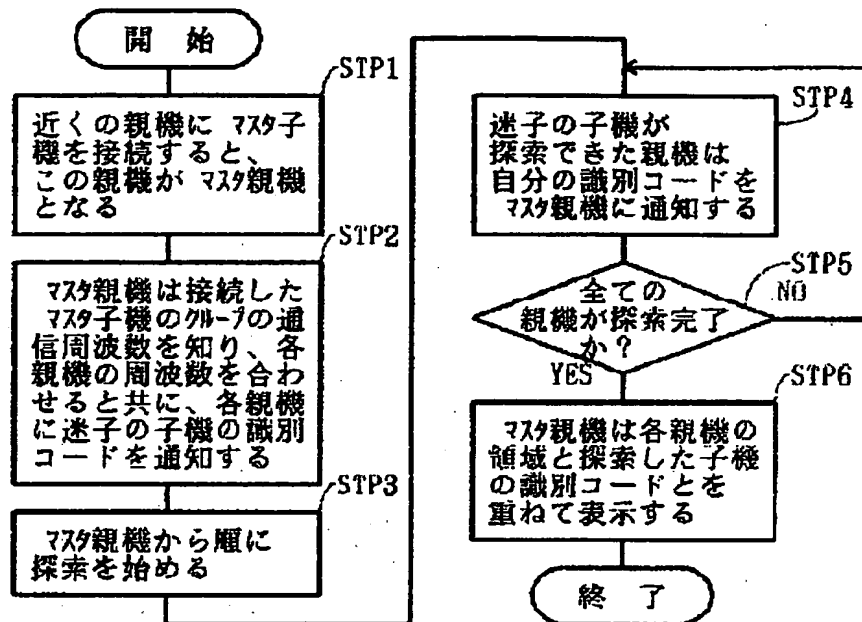 開始
STP1
近くの親機に マスタ子
機を接続すると、
この親機が マスタ親機
となる
STP2
マスタ親機は接続した
マスタ子機のグループの通
信周波数を知り、各
親機の周波数を合わ
せると共に、各親機
に迷子の子機の識別
コードを通知する
STP3
マスタ親機から順に
探索を始める
STP4
迷子の子機が
探索できた親機は
自分の識別コードを
マスタ親機に通知する
STP5
全ての
親機が探索完了
か?
NO
YES
STP6
マスタ親機は各親機の
領域と探索した子機
の識別コードとを
重ねて表示する
終了